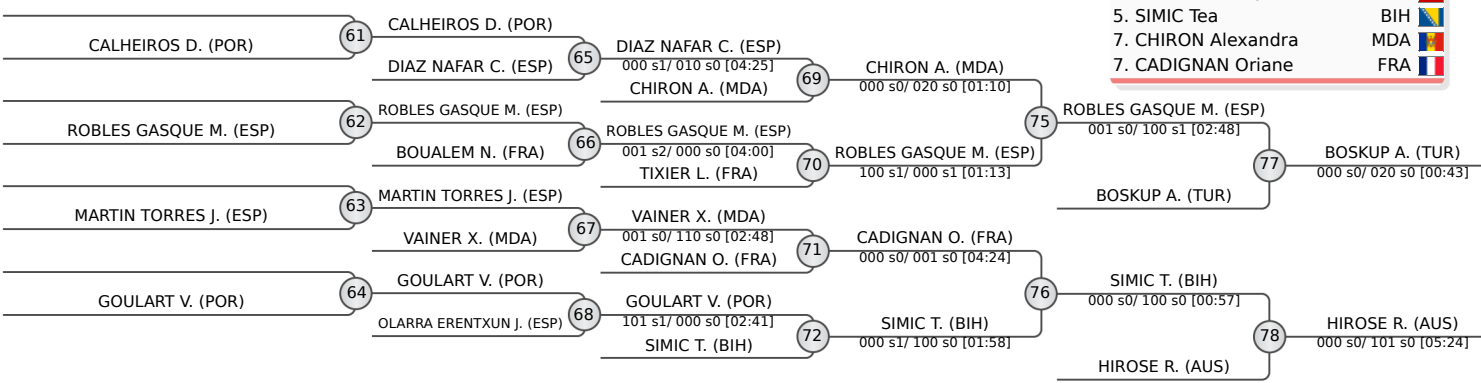 5. SIMIC Tea BIH
7. CHIRON Alexandra MDA
7. CADIGNAN Oriane FRA
61
CALHEIROS D. (POR)
CALHEIROS D. (POR)
DIAZ NAFAR C. (ESP)
65
DIAZ NAFAR C. (ESP)
000 s1/ 010 s0 [04:25]
CHIRON A. (MDA)
69
CHIRON A. (MDA)
000 s0/ 020 s0 [01:10]
62
ROBLES GASQUE M. (ESP)
ROBLES GASQUE M. (ESP)
BOUALEM N. (FRA)
66
ROBLES GASQUE M. (ESP)
001 s2/ 000 s0 [04:00]
TIXIER L. (FRA)
70
ROBLES GASQUE M. (ESP)
100 s1/ 000 s1 [01:13]
75
ROBLES GASQUE M. (ESP)
001 s0/ 100 s1 [02:48]
BOSKUP A. (TUR)
77
BOSKUP A. (TUR)
000 s0/ 020 s0 [00:43]
63
MARTIN TORRES J. (ESP)
MARTIN TORRES J. (ESP)
VAINER X. (MDA)
67
VAINER X. (MDA)
001 s0/ 110 s0 [02:48]
CADIGNAN O. (FRA)
71
CADIGNAN O. (FRA)
000 s0/ 001 s0 [04:24]
64
GOULART V. (POR)
GOULART V. (POR)
OLARRA ERENTXUN J. (ESP)
68
GOULART V. (POR)
101 s1/ 000 s0 [02:41]
SIMIC T. (BIH)
72
SIMIC T. (BIH)
000 s1/ 100 s0 [01:58]
76
SIMIC T. (BIH)
000 s0/ 100 s0 [00:57]
HIROSE R. (AUS)
78
HIROSE R. (AUS)
000 s0/ 101 s0 [05:24]